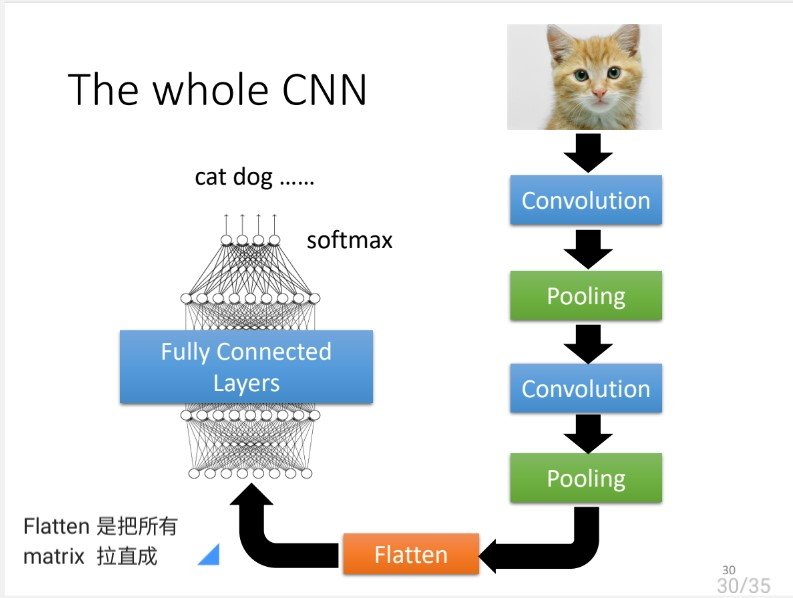 The whole CNN
cat dog ......
softmax
Fully Connected
Layers
Flatten 是把所有
matrix 拉直成
Convolution
Pooling
Convolution
Pooling
Flatten
30
30/35